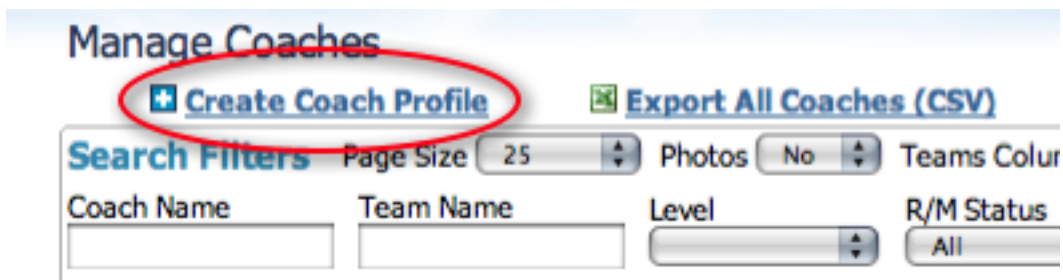 Manage Coaches
Create Coach Profile Export All Coaches (CSV)
Search Filters Page Size 25 Photos No Teams
Coach Name Team Name Level R/M Status
All